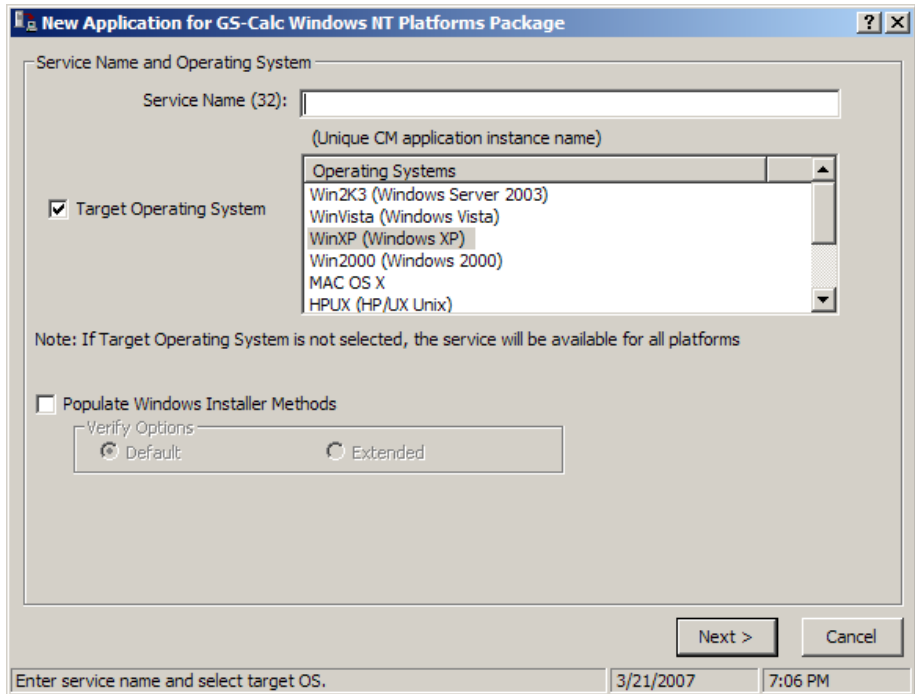 New Application for GS-Calc Windows NT Platforms Package
Service Name and Operating System
Service Name (32):
(Unique CM application instance name)
Operating Systems
Win2K3 (Windows Server 2003)
WinVista (Windows Vista)
Target Operating System
WinXP (Windows XP)
Win2000 (Windows 2000)
MAC OS X
HPUX (HP/UX Unix)
Note: If Target Operating System is not selected, the service will be available for all platforms
Populate Windows Installer Methods
Verify Options
Default Extended
Next > Cancel
Enter service name and select target OS. 3/21/2007 7:06 PM